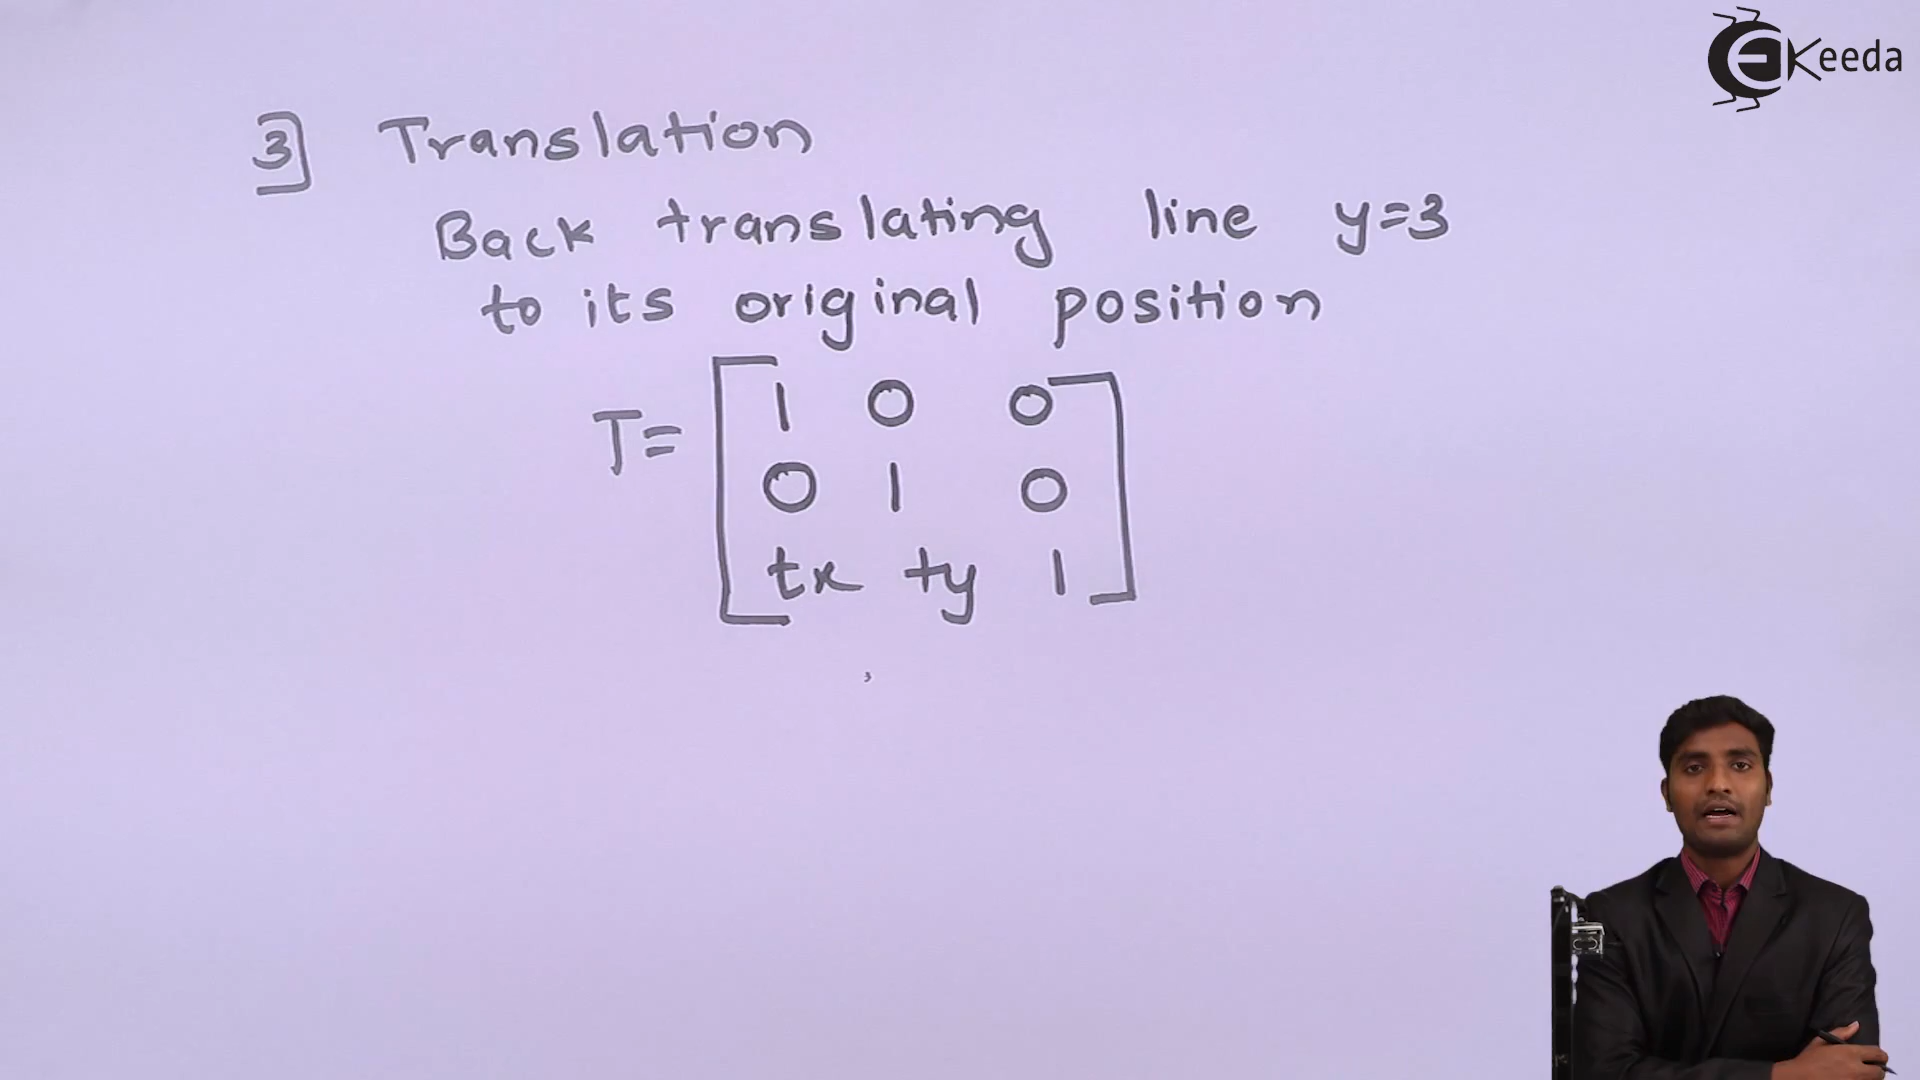 Keeda
3] Translation
Back translating line y=3
to its original position
T= [ 1 0 0
0 1 0
tx ty 1 ]